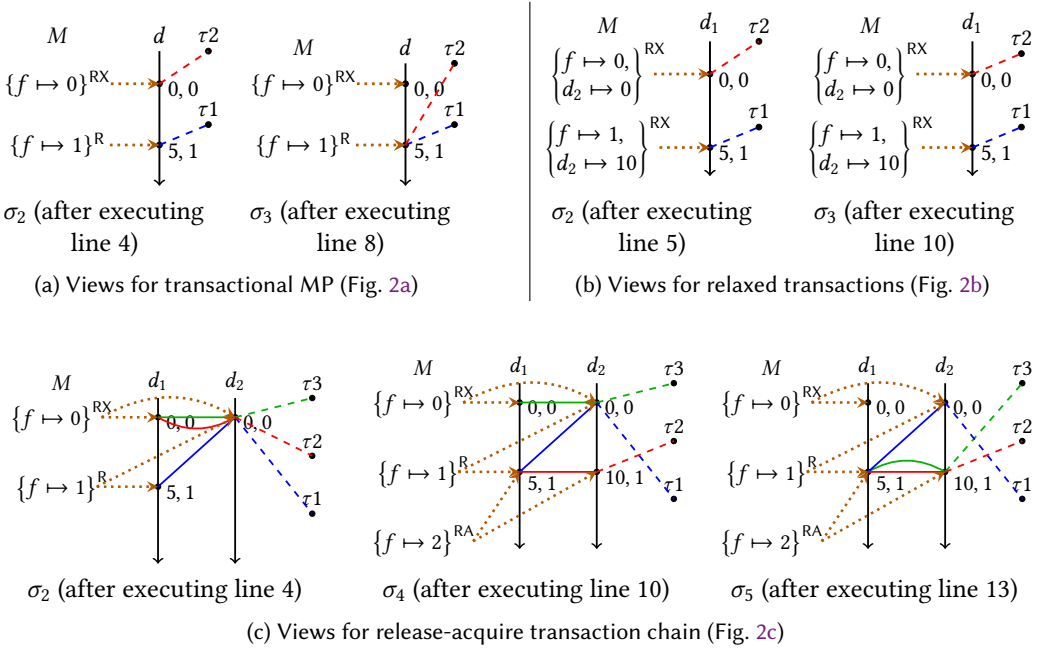 M d τ2
{f ↦ 0}^RX 0, 0
τ1
{f ↦ 1}^R 5, 1
σ2 (after executing
line 4)
M d τ2
{f ↦ 0}^RX 0, 0
τ1
{f ↦ 1}^R 5, 1
σ3 (after executing
line 8)
(a) Views for transactional MP (Fig. 2a)
M d1 τ2
{f ↦ 0,
d2 ↦ 0}^RX 0, 0
τ1
{f ↦ 1,
d2 ↦ 10}^RX 5, 1
σ2 (after executing
line 5)
M d1 τ2
{f ↦ 0,
d2 ↦ 0}^RX 0, 0
τ1
{f ↦ 1,
d2 ↦ 10}^RX 5, 1
σ3 (after executing
line 10)
(b) Views for relaxed transactions (Fig. 2b)
M d1 d2 τ3
{f ↦ 0}^RX 0, 0 0, 0
τ2
{f ↦ 1}^R 5, 1 τ1
σ2 (after executing line 4)
M d1 d2 τ3
{f ↦ 0}^RX 0, 0 0, 0
τ2
{f ↦ 1}^R 5, 1 10, 1 τ1
{f ↦ 2}^RA
σ4 (after executing line 10)
M d1 d2 τ3
{f ↦ 0}^RX 0, 0 0, 0
τ2
{f ↦ 1}^R 5, 1 10, 1 τ1
{f ↦ 2}^RA
σ5 (after executing line 13)
(c) Views for release-acquire transaction chain (Fig. 2c)